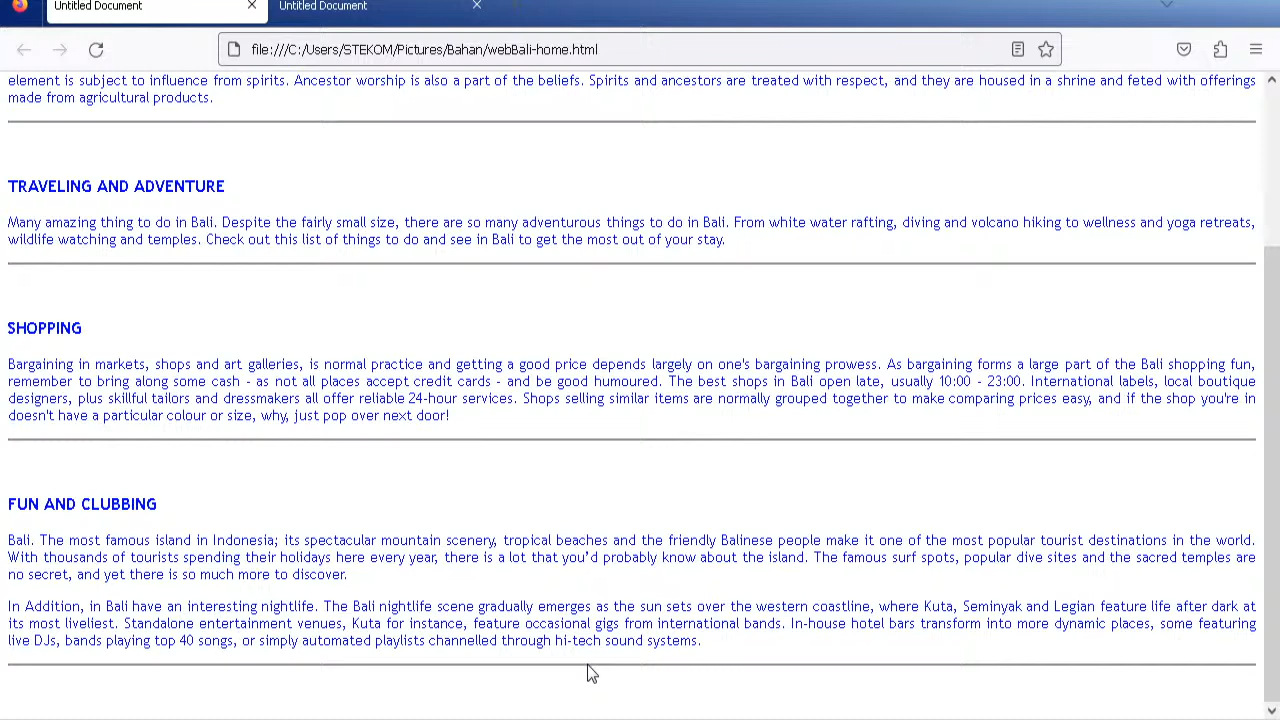 Untitled Document
Untitled Document
file:///C:/Users/STEKOM/Pictures/Bahan/webBali-home.html
element is subject to influence from spirits. Ancestor worship is also a part of the beliefs. Spirits and ancestors are treated with respect, and they are housed in a shrine and feted with offerings
made from agricultural products.
TRAVELING AND ADVENTURE
Many amazing thing to do in Bali. Despite the fairly small size, there are so many adventurous things to do in Bali. From white water rafting, diving and volcano hiking to wellness and yoga retreats,
wildlife watching and temples. Check out this list of things to do and see in Bali to get the most out of your stay.
SHOPPING
Bargaining in markets, shops and art galleries, is normal practice and getting a good price depends largely on one's bargaining prowess. As bargaining forms a large part of the Bali shopping fun,
remember to bring along some cash - as not all places accept credit cards - and be good humoured. The best shops in Bali open late, usually 10:00 - 23:00. International labels, local boutique
designers, plus skillful tailors and dressmakers all offer reliable 24-hour services. Shops selling similar items are normally grouped together to make comparing prices easy, and if the shop you're in
doesn't have a particular colour or size, why, just pop over next door!
FUN AND CLUBBING
Bali. The most famous island in Indonesia; its spectacular mountain scenery, tropical beaches and the friendly Balinese people make it one of the most popular tourist destinations in the world.
With thousands of tourists spending their holidays here every year, there is a lot that you’d probably know about the island. The famous surf spots, popular dive sites and the sacred temples are
no secret, and yet there is so much more to discover.
In Addition, in Bali have an interesting nightlife. The Bali nightlife scene gradually emerges as the sun sets over the western coastline, where Kuta, Seminyak and Legian feature life after dark at
its most liveliest. Standalone entertainment venues, Kuta for instance, feature occasional gigs from international bands. In-house hotel bars transform into more dynamic places, some featuring
live DJs, bands playing top 40 songs, or simply automated playlists channelled through hi-tech sound systems.